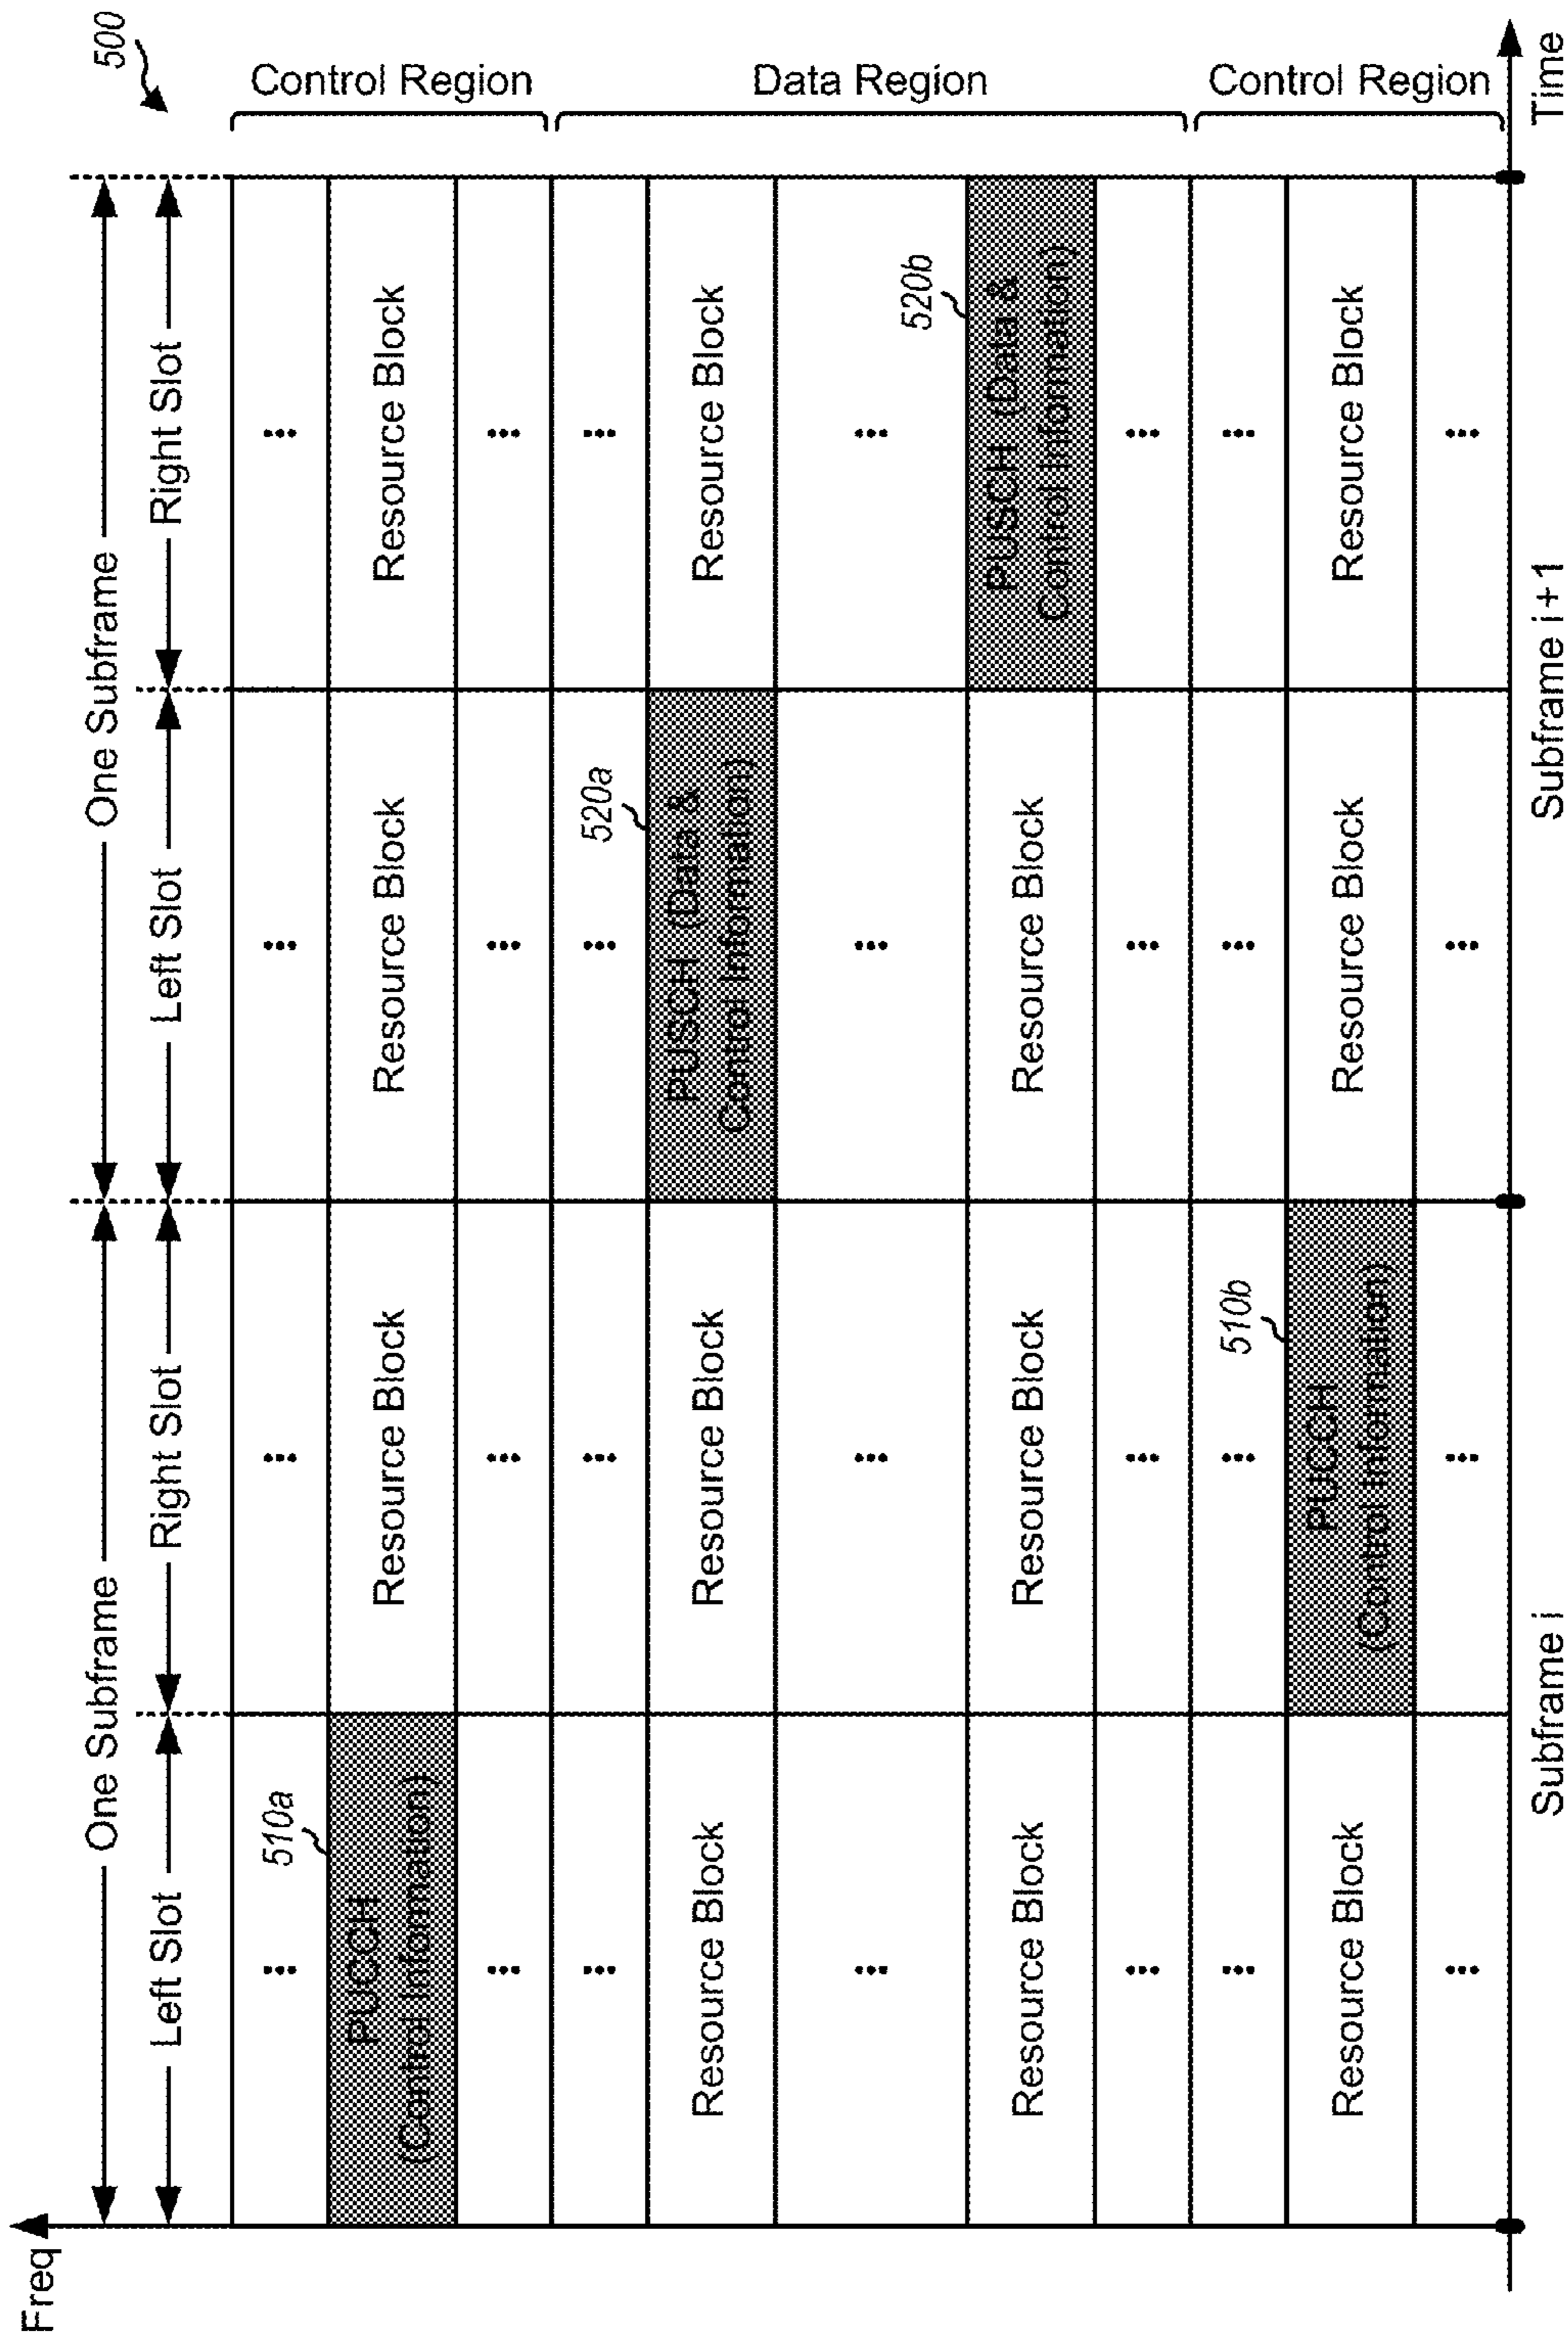 500
One Subframe
One Subframe
Left Slot
Right Slot
Left Slot
Right Slot
Freq
⋮
⋮
⋮
⋮
Control Region
510a
PUCCH
(Control Information)
Resource Block
Resource Block
Resource Block
⋮
⋮
⋮
⋮
⋮
⋮
⋮
⋮
Data Region
520a
Resource Block
Resource Block
PUSCH (Data &
Control Information)
Resource Block
⋮
⋮
⋮
⋮
520b
Resource Block
Resource Block
Resource Block
PUSCH (Data &
Control Information)
⋮
⋮
⋮
⋮
⋮
⋮
⋮
⋮
Control Region
510b
Resource Block
PUCCH
(Control Information)
Resource Block
Resource Block
⋮
⋮
⋮
⋮
Subframe i
Subframe i+1
Time